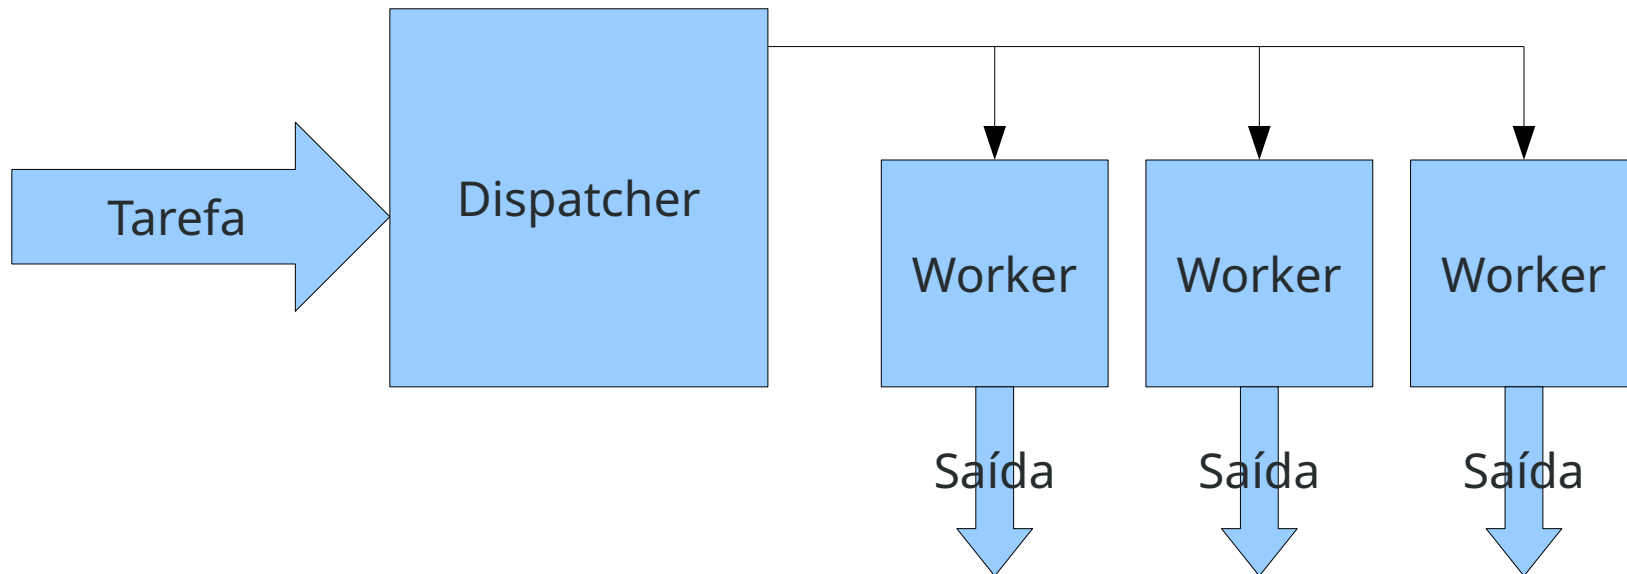 Tarefa
Dispatcher
Worker
Worker
Worker
Saída
Saída
Saída